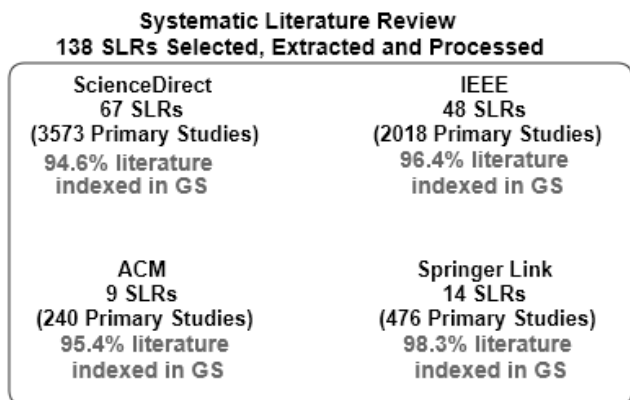 Systematic Literature Review
138 SLRs Selected, Extracted and Processed
ScienceDirect
67 SLRs
(3573 Primary Studies)
94.6% literature
indexed in GS
IEEE
48 SLRs
(2018 Primary Studies)
96.4% literature
indexed in GS
ACM
9 SLRs
(240 Primary Studies)
95.4% literature
indexed in GS
Springer Link
14 SLRs
(476 Primary Studies)
98.3% literature
indexed in GS